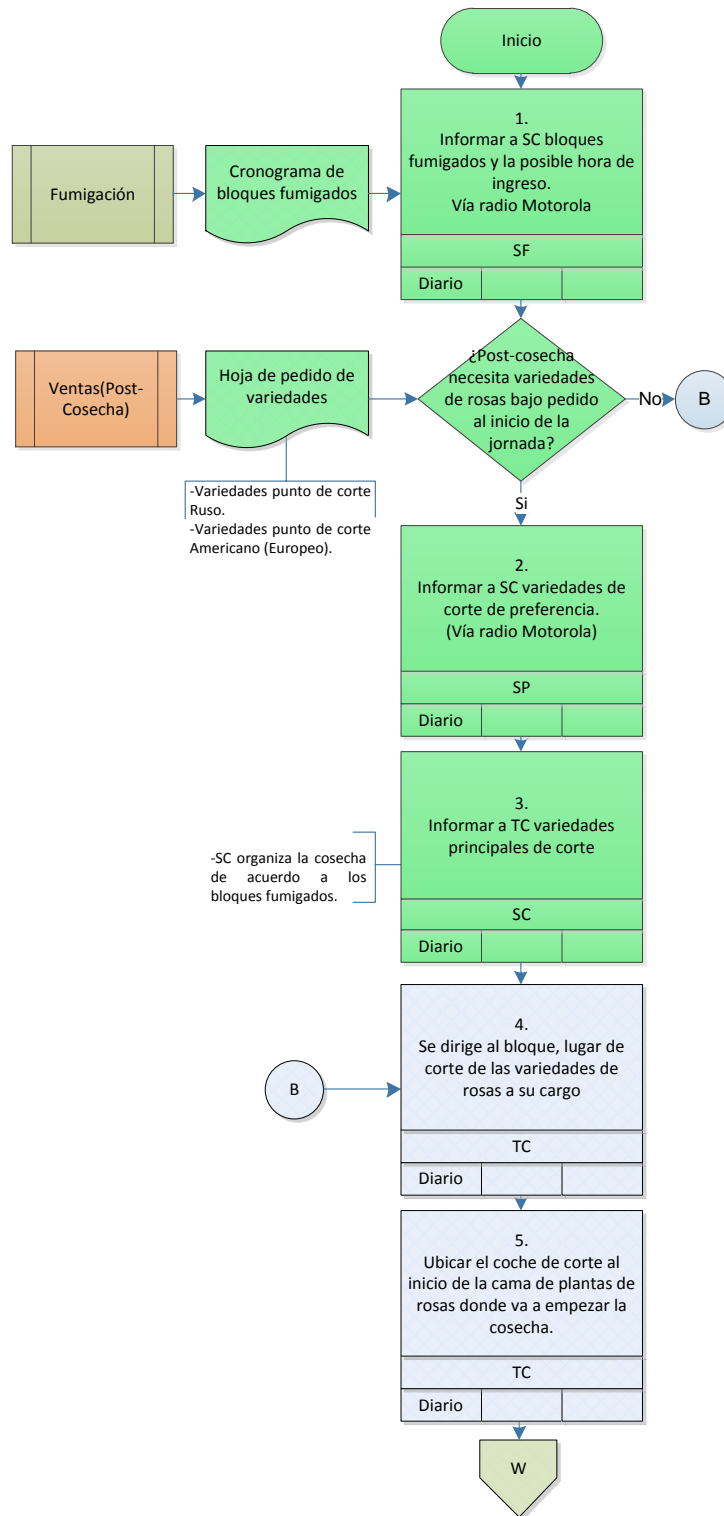 Inicio
1.
Informar a SC bloques
fumigados y la posible hora de
ingreso.
Vía radio Motorola
SF
Diario
Fumigación
Cronograma de
bloques fumigados
Ventas(Post-
Cosecha)
Hoja de pedido de
variedades
¿Post-cosecha
necesita variedades
de rosas bajo pedido
al inicio de la
jornada?
No
B
-Variedades punto de corte
Ruso.
-Variedades punto de corte
Americano (Europeo).
Si
2.
Informar a SC variedades de
corte de preferencia.
(Vía radio Motorola)
SP
Diario
3.
Informar a TC variedades
principales de corte
-SC organiza la cosecha
de acuerdo a los
bloques fumigados.
SC
Diario
4.
Se dirige al bloque, lugar de
corte de las variedades de
rosas a su cargo
B
TC
Diario
5.
Ubicar el coche de corte al
inicio de la cama de plantas de
rosas donde va a empezar la
cosecha.
TC
Diario
W